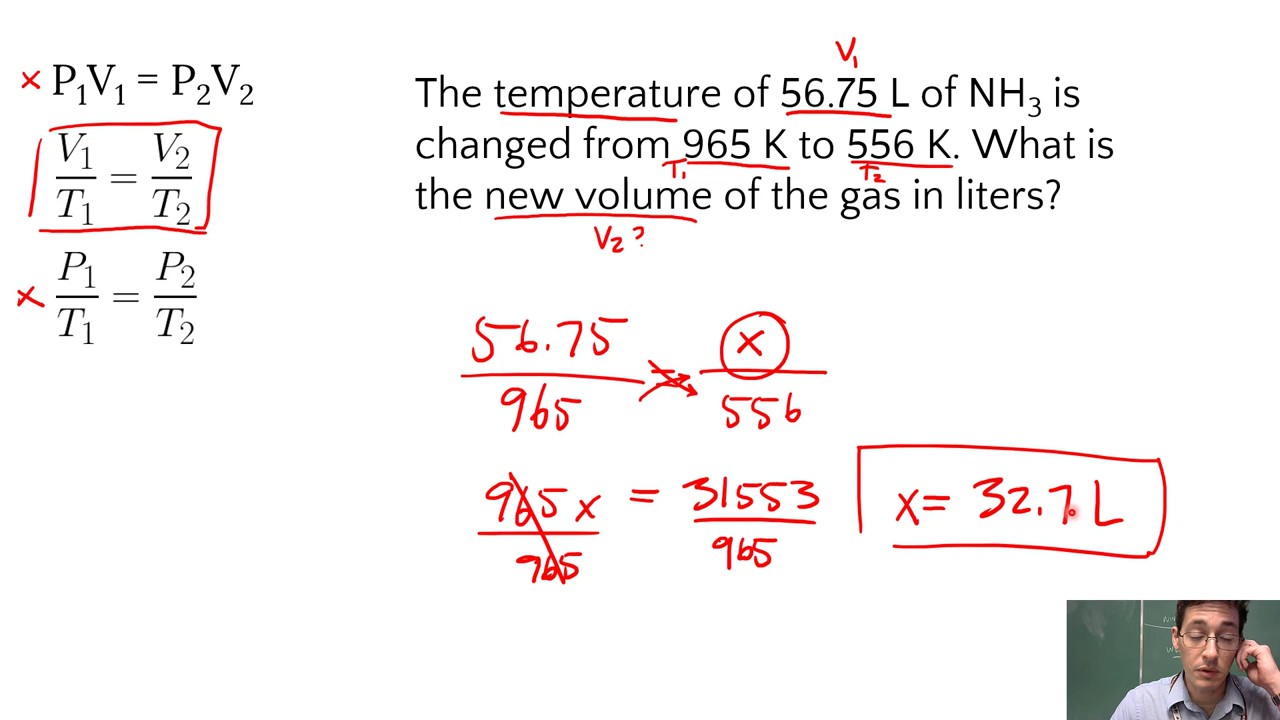 × P₁V₁ = P₂V₂
V₁/T₁ = V₂/T₂
× P₁/T₁ = P₂/T₂
V₁
The temperature of 56.75 L of NH₃ is
changed from 965 K to 556 K. What is
T₁ T₂
the new volume of the gas in liters?
V₂ ?
56.75/965 = x/556
965 x/965 = 31553/965
x = 32.7 L